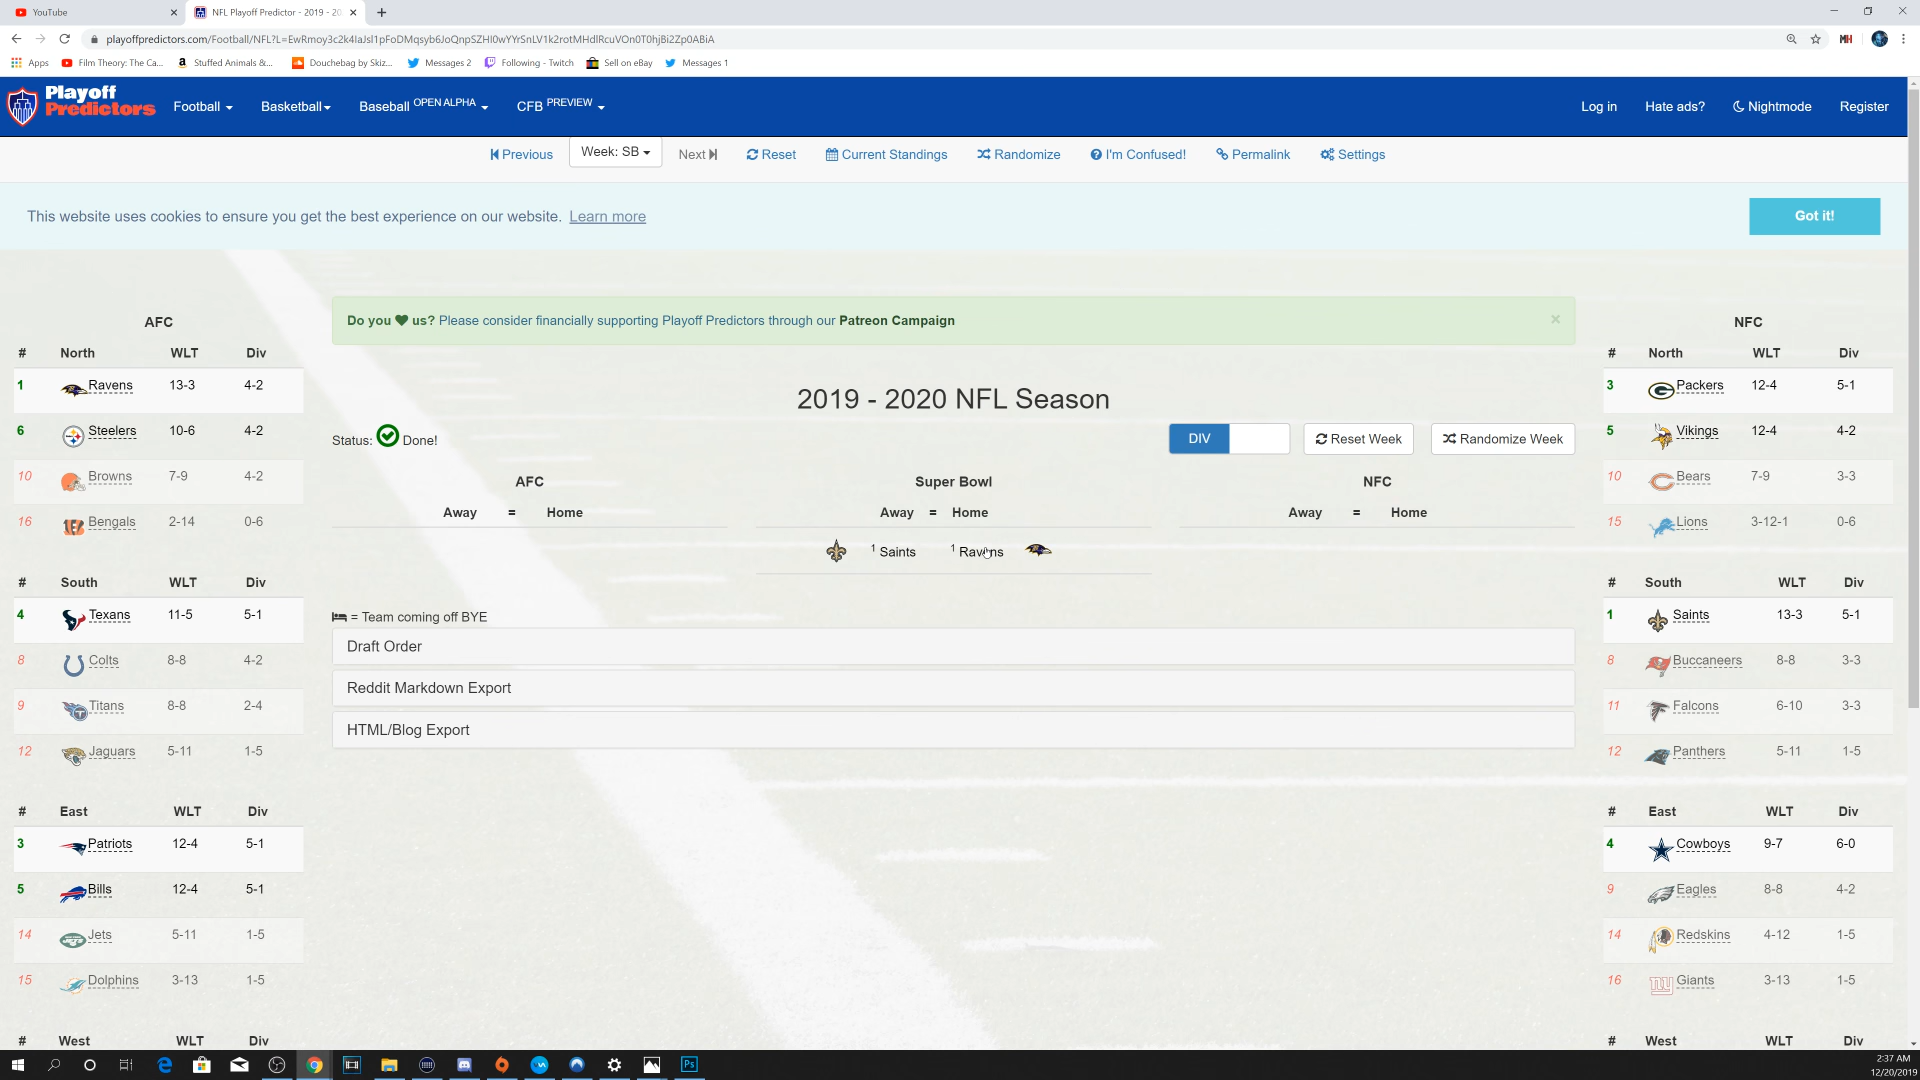 YouTube
NFL Playoff Predictor - 2019 - 20
playoffpredictors.com/Football/NFL?L=EwRmoy3c2k4IaJsl1pFoDMqsyb6JoQnpSZHI0wYYrSnLV1k2rotMHdlRcuVOn0T0hjBi2Zp0ABiA
Apps Film Theory: The Ca... Stuffed Animals &... Douchebag by Skiz... Messages 2 Following - Twitch Sell on eBay Messages 1
Playoff Predictors
Football Basketball Baseball OPEN ALPHA CFB PREVIEW Log in Hate ads? Nightmode Register
Previous Week: SB Next Reset Current Standings Randomize I'm Confused! Permalink Settings
This website uses cookies to ensure you get the best experience on our website. Learn more Got it!
Do you us? Please consider financially supporting Playoff Predictors through our Patreon Campaign ×
AFC
# North WLT Div
1 Ravens 13-3 4-2
6 Steelers 10-6 4-2
10 Browns 7-9 4-2
16 Bengals 2-14 0-6
# South WLT Div
4 Texans 11-5 5-1
8 Colts 8-8 4-2
9 Titans 8-8 2-4
12 Jaguars 5-11 1-5
# East WLT Div
3 Patriots 12-4 5-1
5 Bills 12-4 5-1
14 Jets 5-11 1-5
15 Dolphins 3-13 1-5
# West WLT Div
2019 - 2020 NFL Season
Status: Done! DIV Reset Week Randomize Week
AFC Super Bowl NFC
Away = Home Away = Home Away = Home
1 Saints 1 Ravens
= Team coming off BYE
Draft Order
Reddit Markdown Export
HTML/Blog Export
NFC
# North WLT Div
3 Packers 12-4 5-1
5 Vikings 12-4 4-2
10 Bears 7-9 3-3
15 Lions 3-12-1 0-6
# South WLT Div
1 Saints 13-3 5-1
8 Buccaneers 8-8 3-3
11 Falcons 6-10 3-3
12 Panthers 5-11 1-5
# East WLT Div
4 Cowboys 9-7 6-0
9 Eagles 8-8 4-2
14 Redskins 4-12 1-5
16 Giants 3-13 1-5
# West WLT Div
2:37 AM
12/20/2019